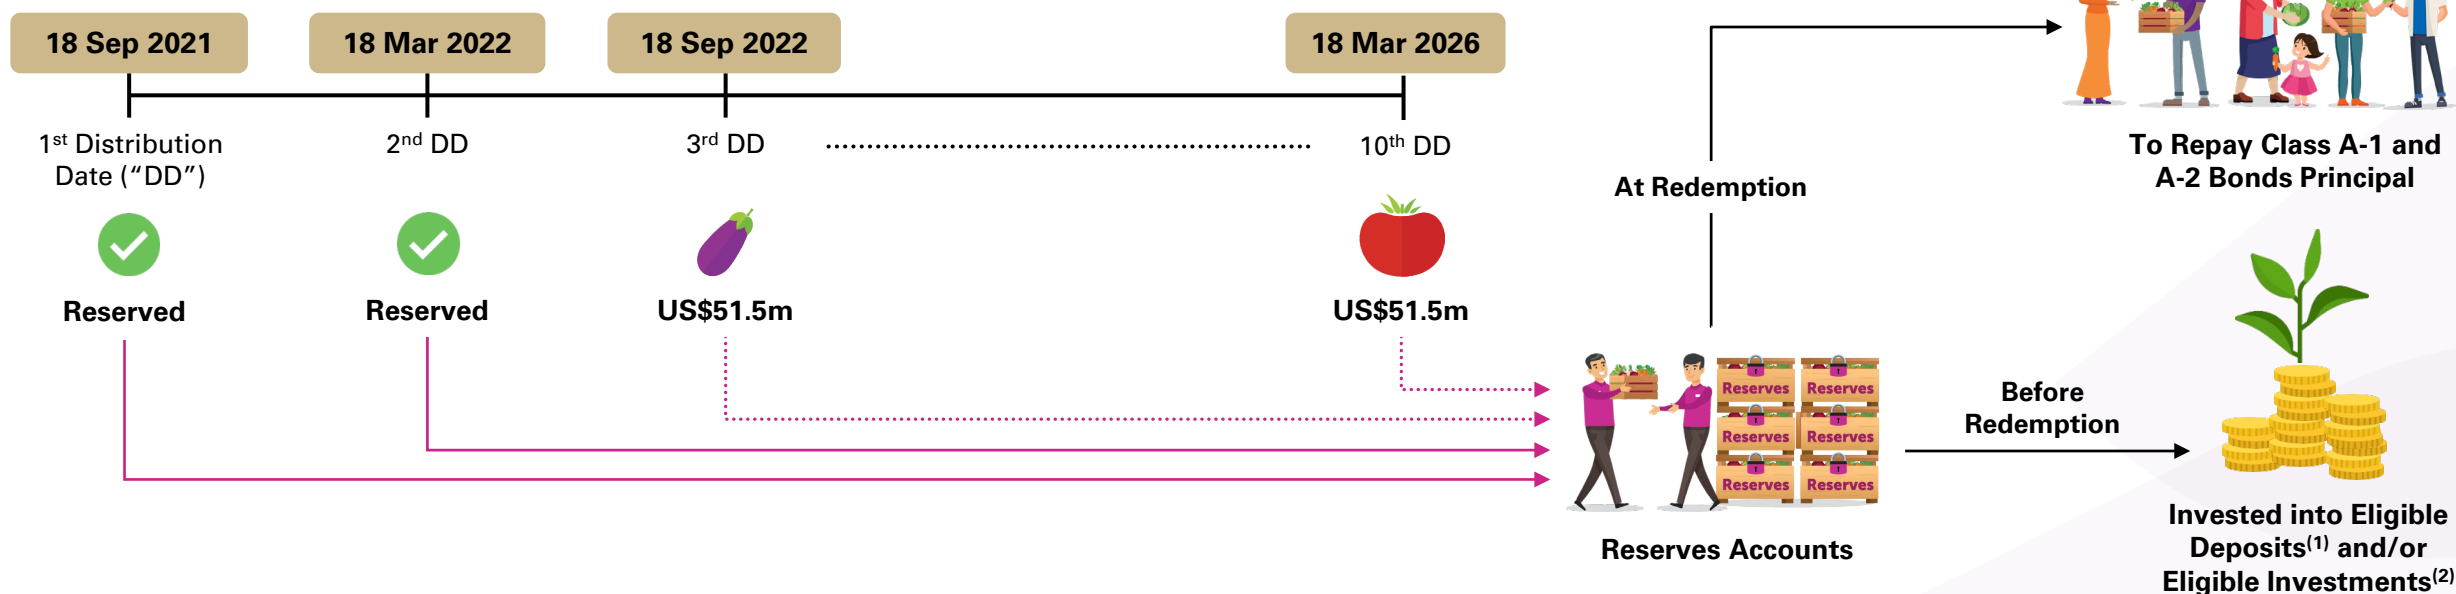 18 Sep 2021
18 Mar 2022
18 Sep 2022
18 Mar 2026
1st Distribution
Date (“DD”)
2nd DD
3rd DD
10th DD
Reserved
Reserved
US$51.5m
US$51.5m
At Redemption
To Repay Class A-1 and
A-2 Bonds Principal
Reserves Reserves
Reserves Reserves
Reserves Reserves
Reserves Accounts
Before
Redemption
Invested into Eligible
Deposits(1) and/or
Eligible Investments(2)